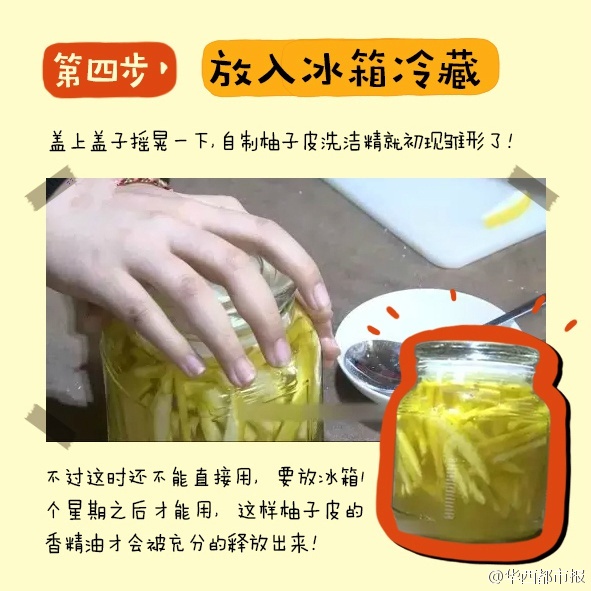 第四步
放入冰箱冷藏
盖上盖子摇晃一下,自制柚子皮洗洁精就初现雏形了!
不过这时还不能直接用,要放冰箱1
个星期之后才能用,这样柚子皮的
香精油才会被充分的释放出来!
@华西都市报